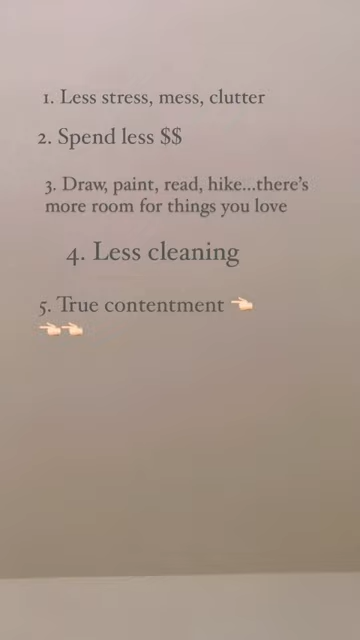 1. Less stress, mess, clutter
2. Spend less $$
3. Draw, paint, read, hike...there's
more room for things you love
4. Less cleaning
5. True contentment 👈🏻
👈🏻👈🏻